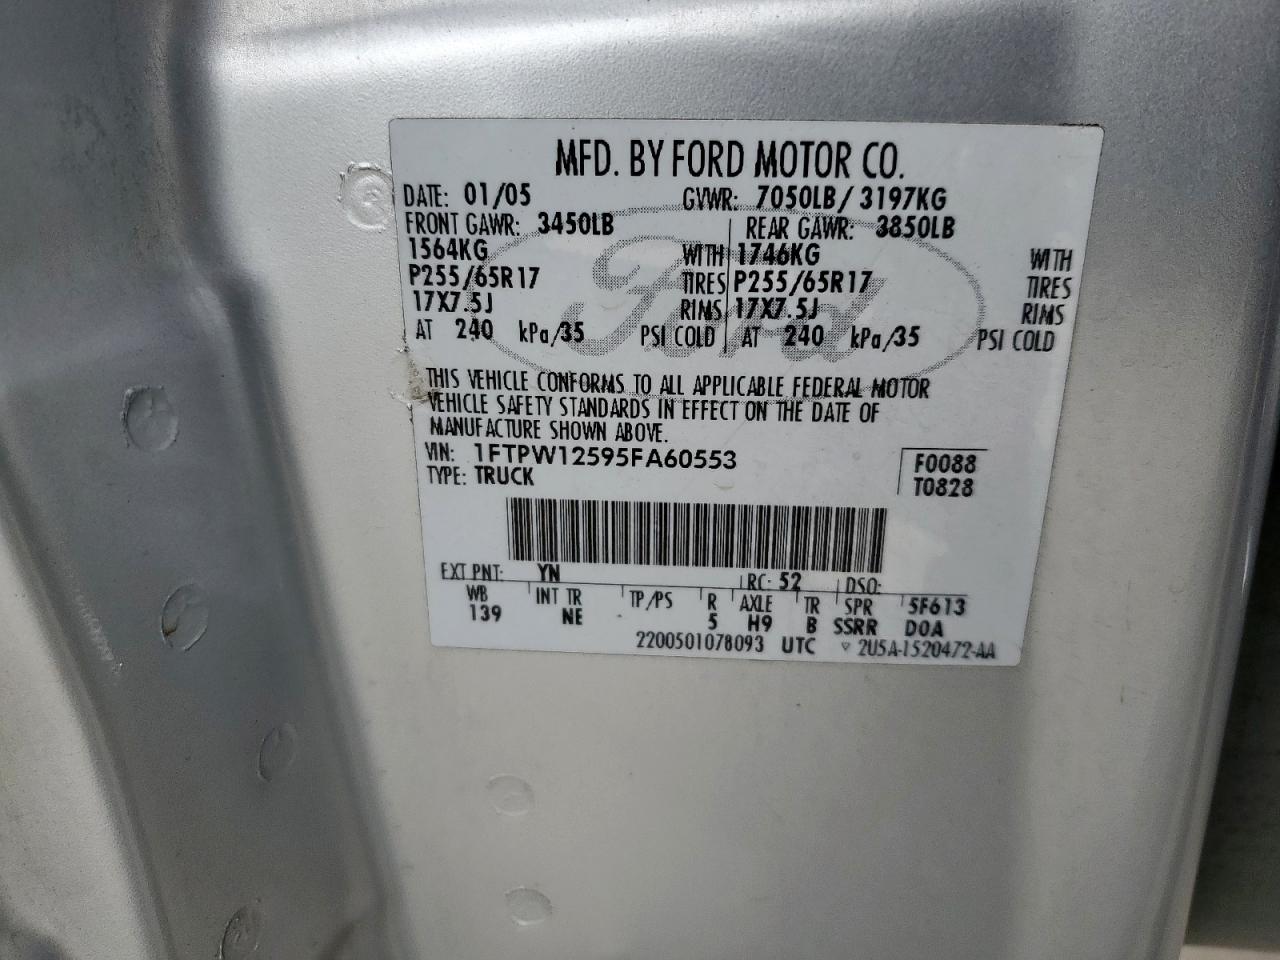 MFD. BY FORD MOTOR CO.
DATE: 01/05 GVWR: 7050LB/3197KG
FRONT GAWR: 3450LB REAR GAWR: 3850LB
1564KG WITH 1746KG WITH
P255/65R17 TIRES P255/65R17 TIRES
17X7.5J RIMS 17X7.5J RIMS
AT 240 kPa/35 PSI COLD AT 240 kPa/35 PSI COLD
Ford
THIS VEHICLE CONFORMS TO ALL APPLICABLE FEDERAL MOTOR
VEHICLE SAFETY STANDARDS IN EFFECT ON THE DATE OF
MANUFACTURE SHOWN ABOVE.
VIN: 1FTPW12595FA60553 F0088
TYPE: TRUCK T0828
EXT PNT: YN RC: 52 DSO:
WB INT TR TP/PS R AXLE TR SPR 5F613
139 NE 5 H9 B SSRR DOA
2200501078093 UTC ▽ 2U5A-1520472-AA